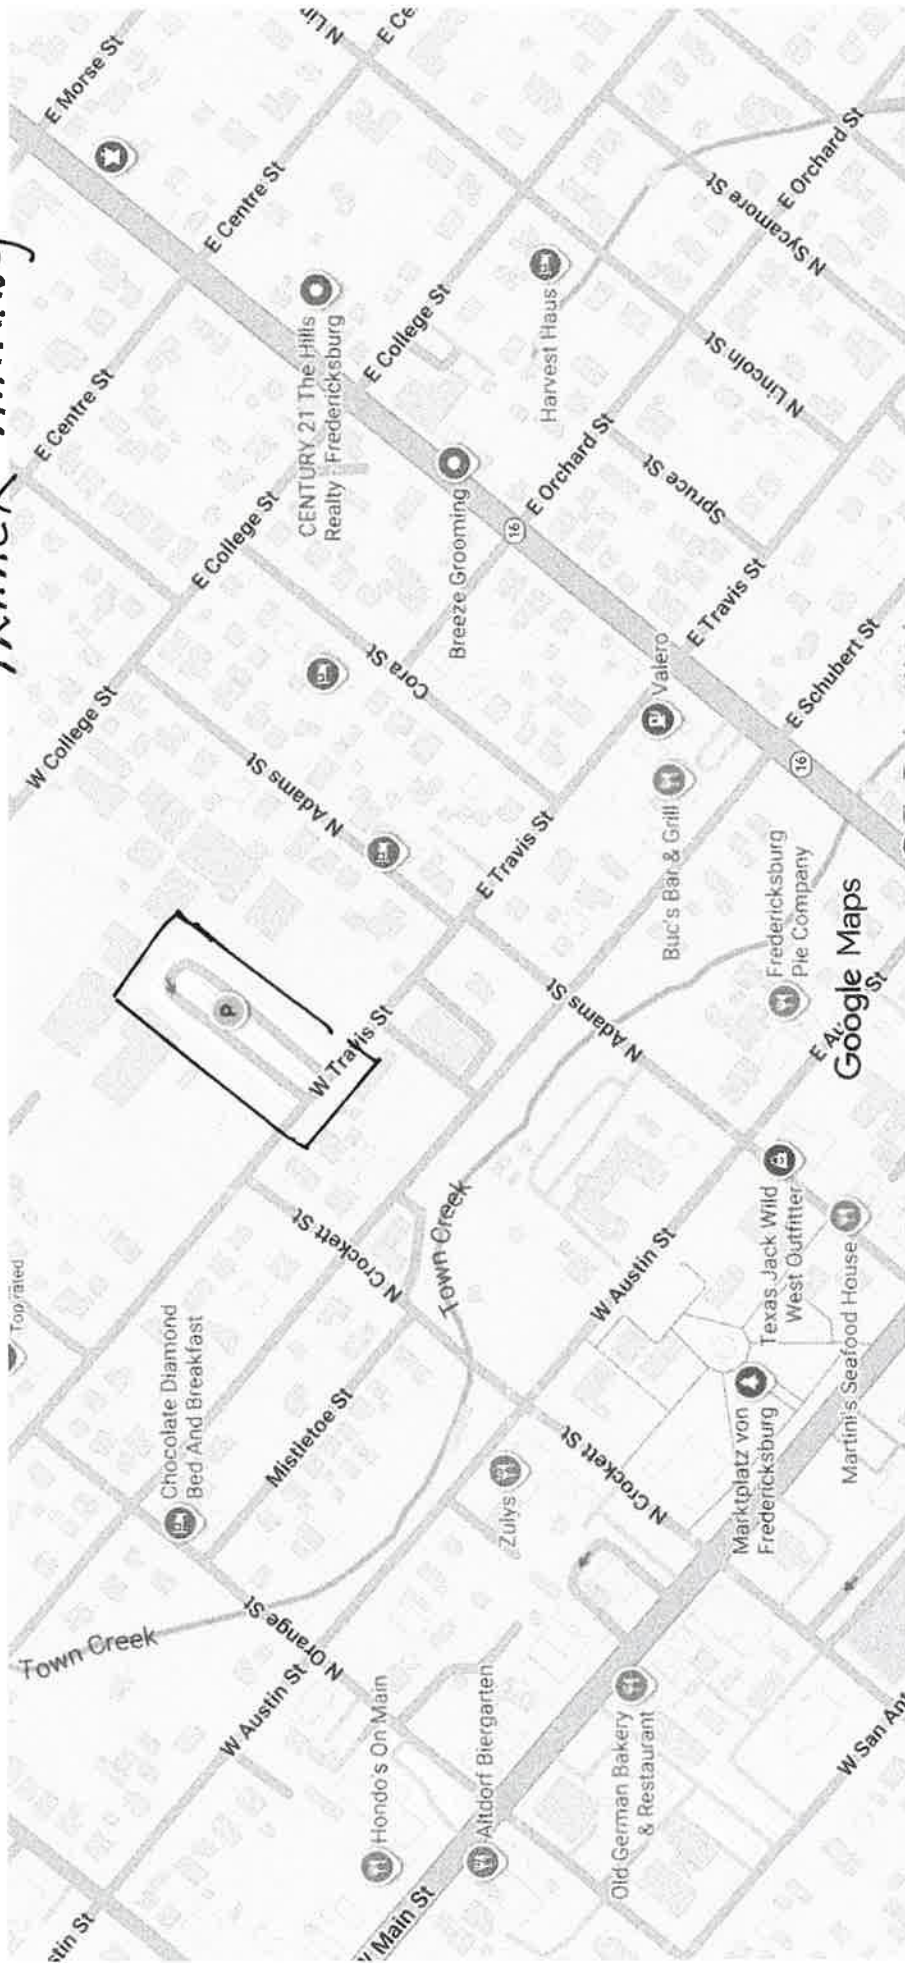 E Morse St
E Centre St
E Centre St
E College St
E College St
W College St
CENTURY 21 The Hills
Realty - Fredericksburg
Harvest Haus
N Sycamore St
E Orchard St
E Orchard St
N Lincoln St
Spruce St
Breeze Grooming
16
Cora St
N Adams St
Valero
E Travis St
E Travis St
E Schubert St
16
Buc's Bar & Grill
Fredericksburg
Pie Company
Google Maps
P
W Travis St
N Adams St
Top rated
Chocolate Diamond
Bed And Breakfast
N Crockett St
Town Creek
Mistletoe St
W Austin St
Texas Jack Wild
West Outfitter
Martini's Seafood House
Marktplatz von
Fredericksburg
N Crockett St
Zulys
Town Creek
N Orange St
W Austin St
Hondo's On Main
Altdorf Biergarten
Old German Bakery
& Restaurant
W Main St